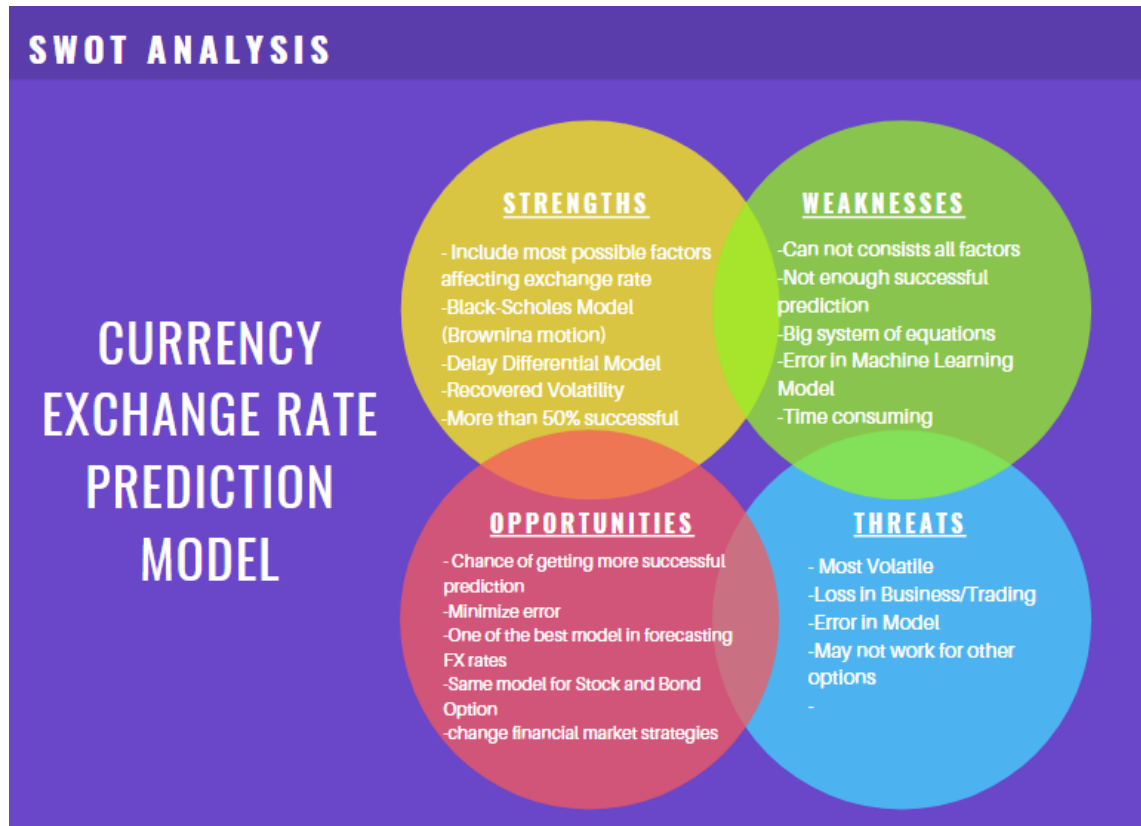 SWOT ANALYSIS
CURRENCY
EXCHANGE RATE
PREDICTION
MODEL
STRENGTHS
- Include most possible factors
affecting exchange rate
-Black-Scholes Model
(Brownina motion)
-Delay Differential Model
-Recovered Volatility
-More than 50% successful
WEAKNESSES
-Can not consists all factors
-Not enough successful
prediction
-Big system of equations
-Error in Machine Learning
Model
-Time consuming
OPPORTUNITIES
- Chance of getting more successful
prediction
-Minimize error
-One of the best model in forecasting
FX rates
-Same model for Stock and Bond
Option
-change financial market strategies
THREATS
- Most Volatile
-Loss in Business/Trading
-Error in Model
-May not work for other
options
-